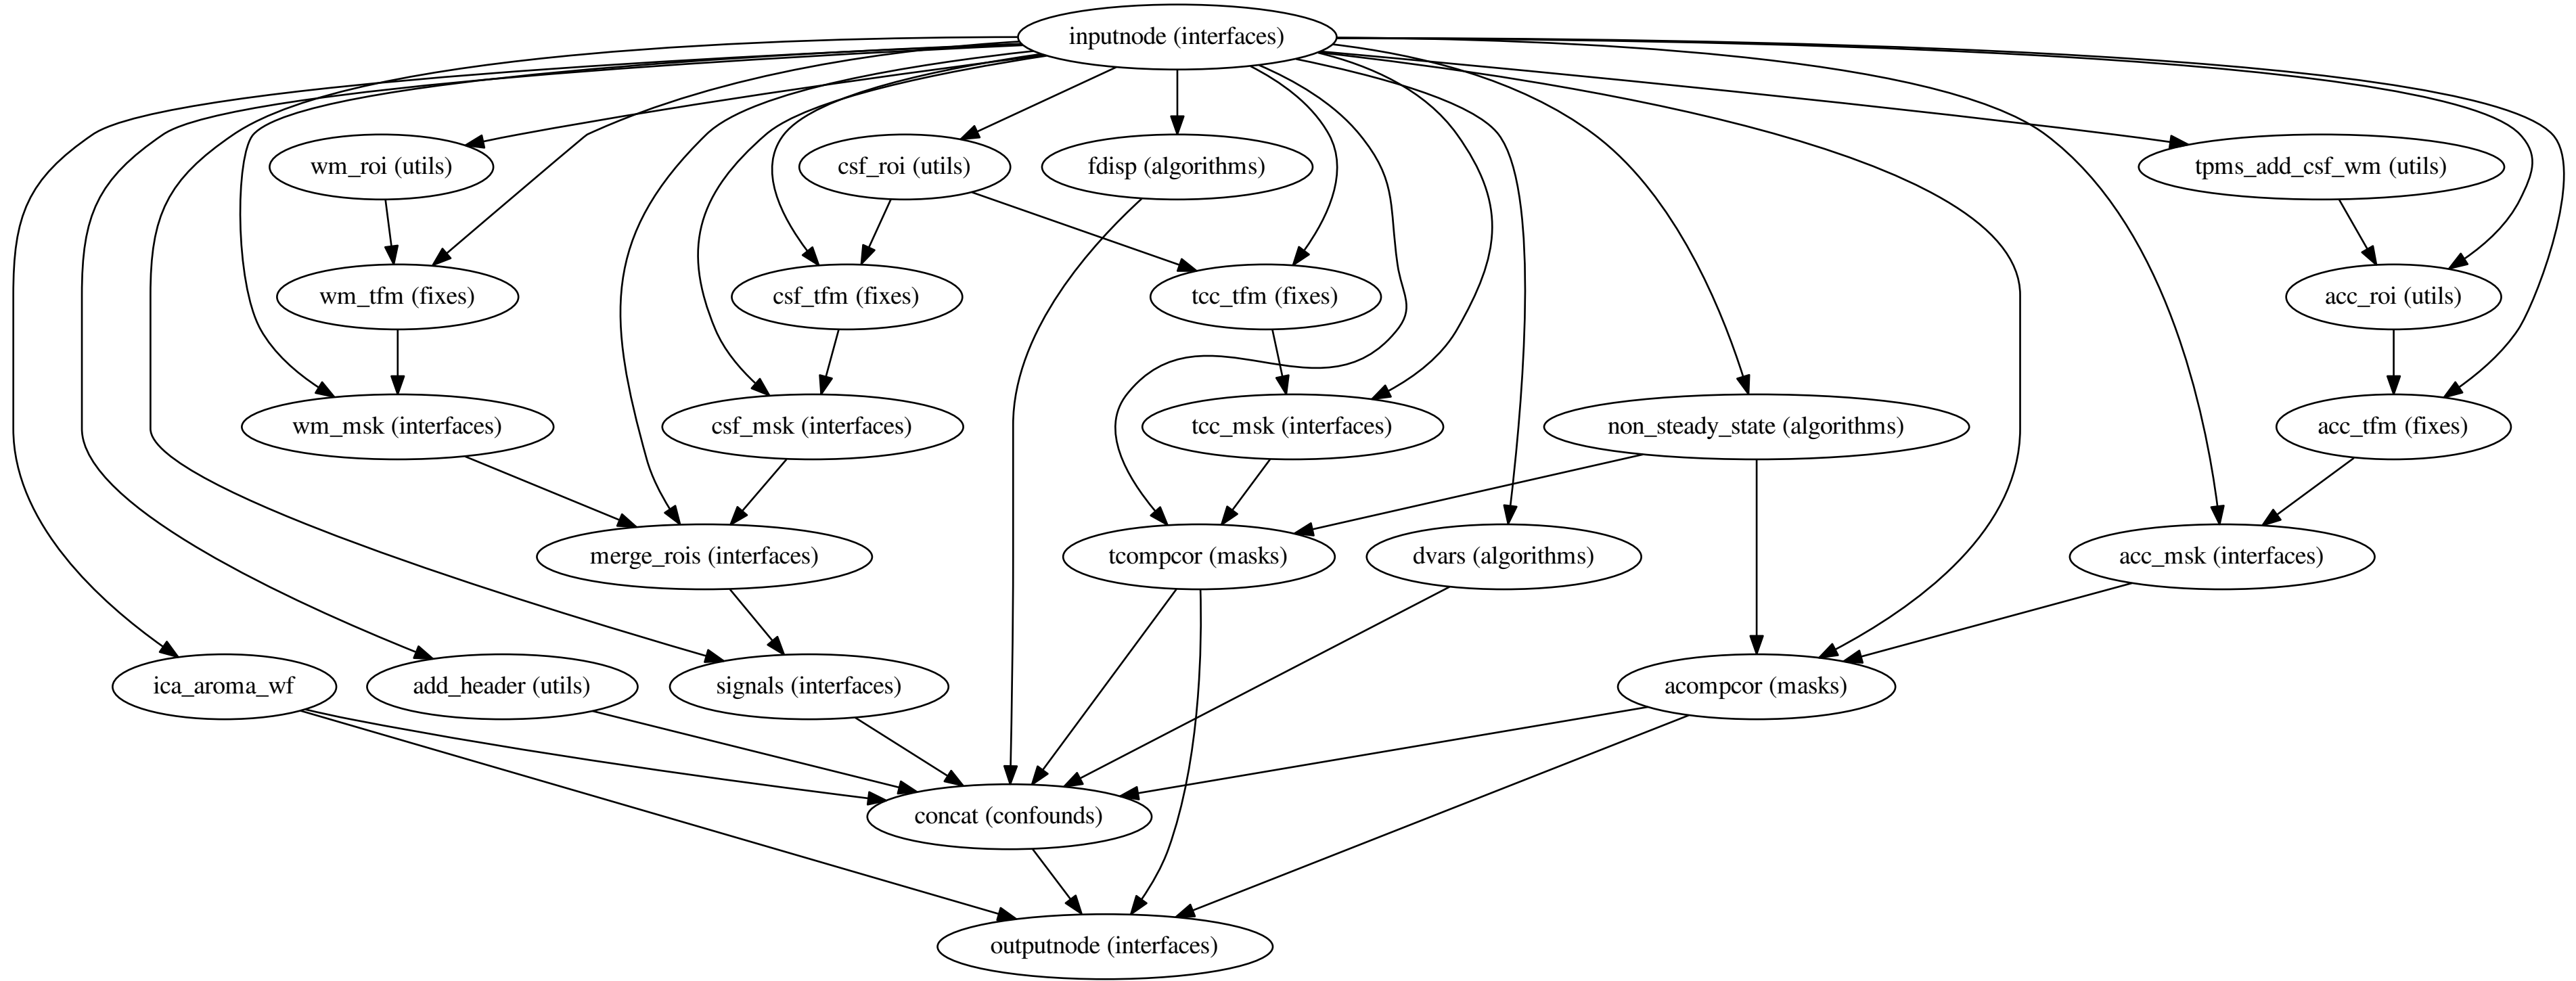 inputnode (interfaces)
wm_roi (utils)
csf_roi (utils)
fdisp (algorithms)
tpms_add_csf_wm (utils)
wm_tfm (fixes)
csf_tfm (fixes)
tcc_tfm (fixes)
acc_roi (utils)
wm_msk (interfaces)
csf_msk (interfaces)
tcc_msk (interfaces)
non_steady_state (algorithms)
acc_tfm (fixes)
merge_rois (interfaces)
tcompcor (masks)
dvars (algorithms)
acc_msk (interfaces)
ica_aroma_wf
add_header (utils)
signals (interfaces)
acompcor (masks)
concat (confounds)
outputnode (interfaces)